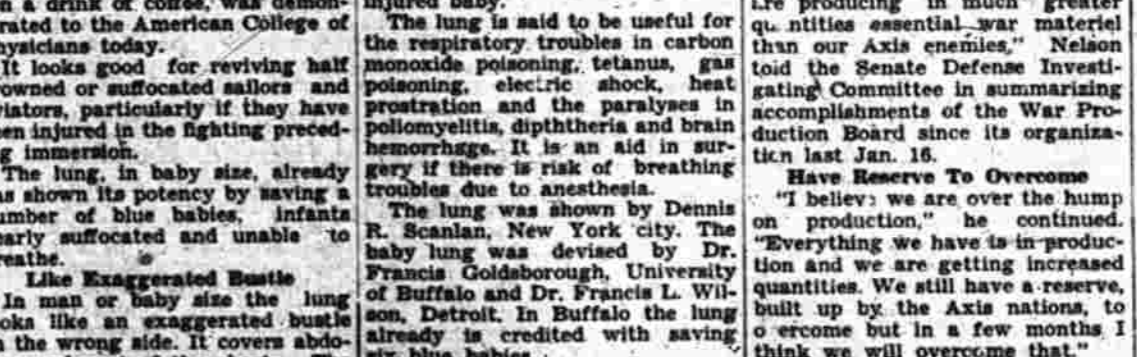 a drink of coffee, was demon-
rated to the American College of
ysicians today.
It looks good for reviving half
owned or suffocated sailors and
viators, particularly if they have
en injured in the fighting preced-
g immersion.
The lung, in baby size, already
as shown its potency by saving a
umber of blue babies, infants
early suffocated and unable to
reathe.
Like Exaggerated Bustle
In man or baby size the lung
oks like an exaggerated bustle
n the wrong side. It covers abdo-
injured baby.
The lung is said to be useful for
the respiratory troubles in carbon
monoxide poisoning, tetanus, gas
poisoning, electric shock, heat
prostration and the paralyses in
poliomyelitis, dipththeria and brain
hemorrhage. It is an aid in sur-
gery if there is risk of breathing
troubles due to anesthesia.
The lung was shown by Dennis
R. Scanlan, New York city. The
baby lung was devised by Dr.
Francis Goldsborough, University
of Buffalo and Dr. Francis L. Wil-
son, Detroit. In Buffalo the lung
already is credited with saving
six blue babies.
are producing in much greater
qu ntities essential war materiel
than our Axis enemies," Nelson
told the Senate Defense Investi-
gating Committee in summarizing
accomplishments of the War Pro-
duction Board since its organiza-
tion last Jan. 16.
Have Reserve To Overcome
"I believe we are over the hump
on production," he continued.
"Everything we have is in produc-
tion and we are getting increased
quantities. We still have a reserve,
built up by the Axis nations, to
o ercome but in a few months I
think we will overcome that."